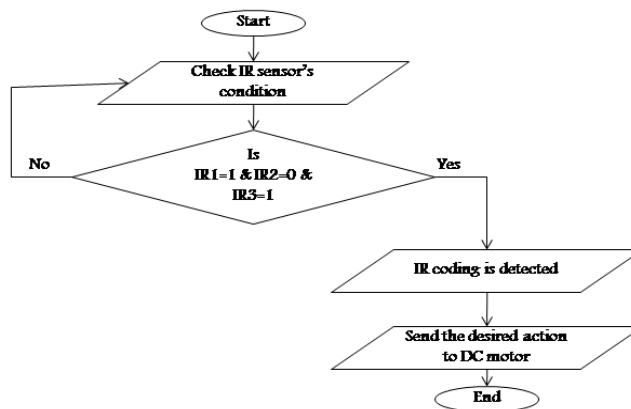 Start
Check IR sensor's
condition
Is
IR1=1 & IR2=0 &
IR3=1
No
Yes
IR coding is detected
Send the desired action
to DC motor
End